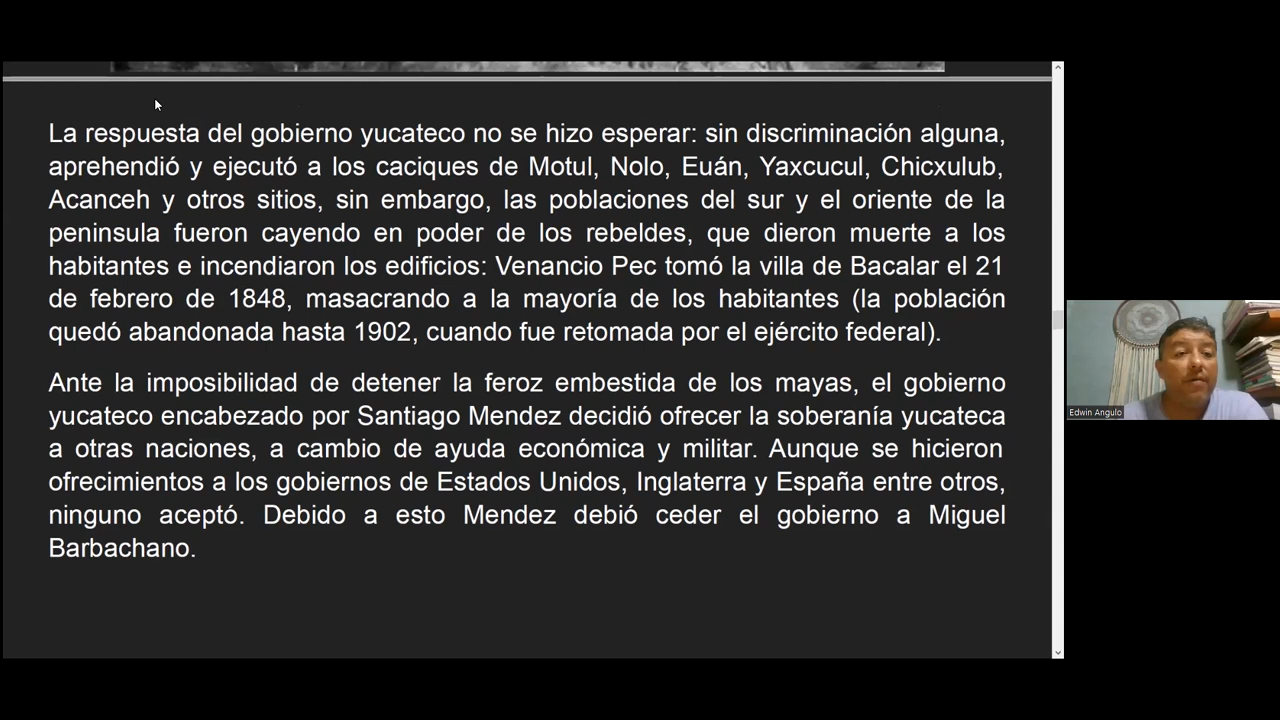 La respuesta del gobierno yucateco no se hizo esperar: sin discriminación alguna,
aprehendió y ejecutó a los caciques de Motul, Nolo, Euán, Yaxcucul, Chicxulub,
Acanceh y otros sitios, sin embargo, las poblaciones del sur y el oriente de la
peninsula fueron cayendo en poder de los rebeldes, que dieron muerte a los
habitantes e incendiaron los edificios: Venancio Pec tomó la villa de Bacalar el 21
de febrero de 1848, masacrando a la mayoría de los habitantes (la población
quedó abandonada hasta 1902, cuando fue retomada por el ejército federal).
Ante la imposibilidad de detener la feroz embestida de los mayas, el gobierno
yucateco encabezado por Santiago Mendez decidió ofrecer la soberanía yucateca
a otras naciones, a cambio de ayuda económica y militar. Aunque se hicieron
ofrecimientos a los gobiernos de Estados Unidos, Inglaterra y España entre otros,
ninguno aceptó. Debido a esto Mendez debió ceder el gobierno a Miguel
Barbachano.
Edwin Angulo